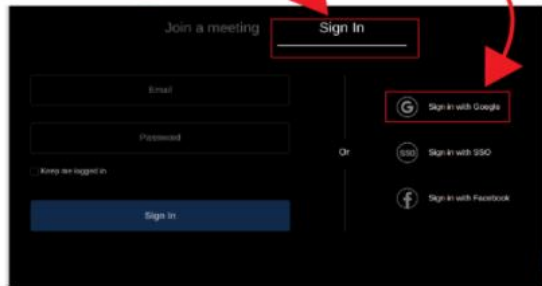 Join a meeting
Sign In
Email
Password
Keep me logged in
Sign In
Or
G
Sign in with Google
SSO
Sign in with SSO
f
Sign in with Facebook